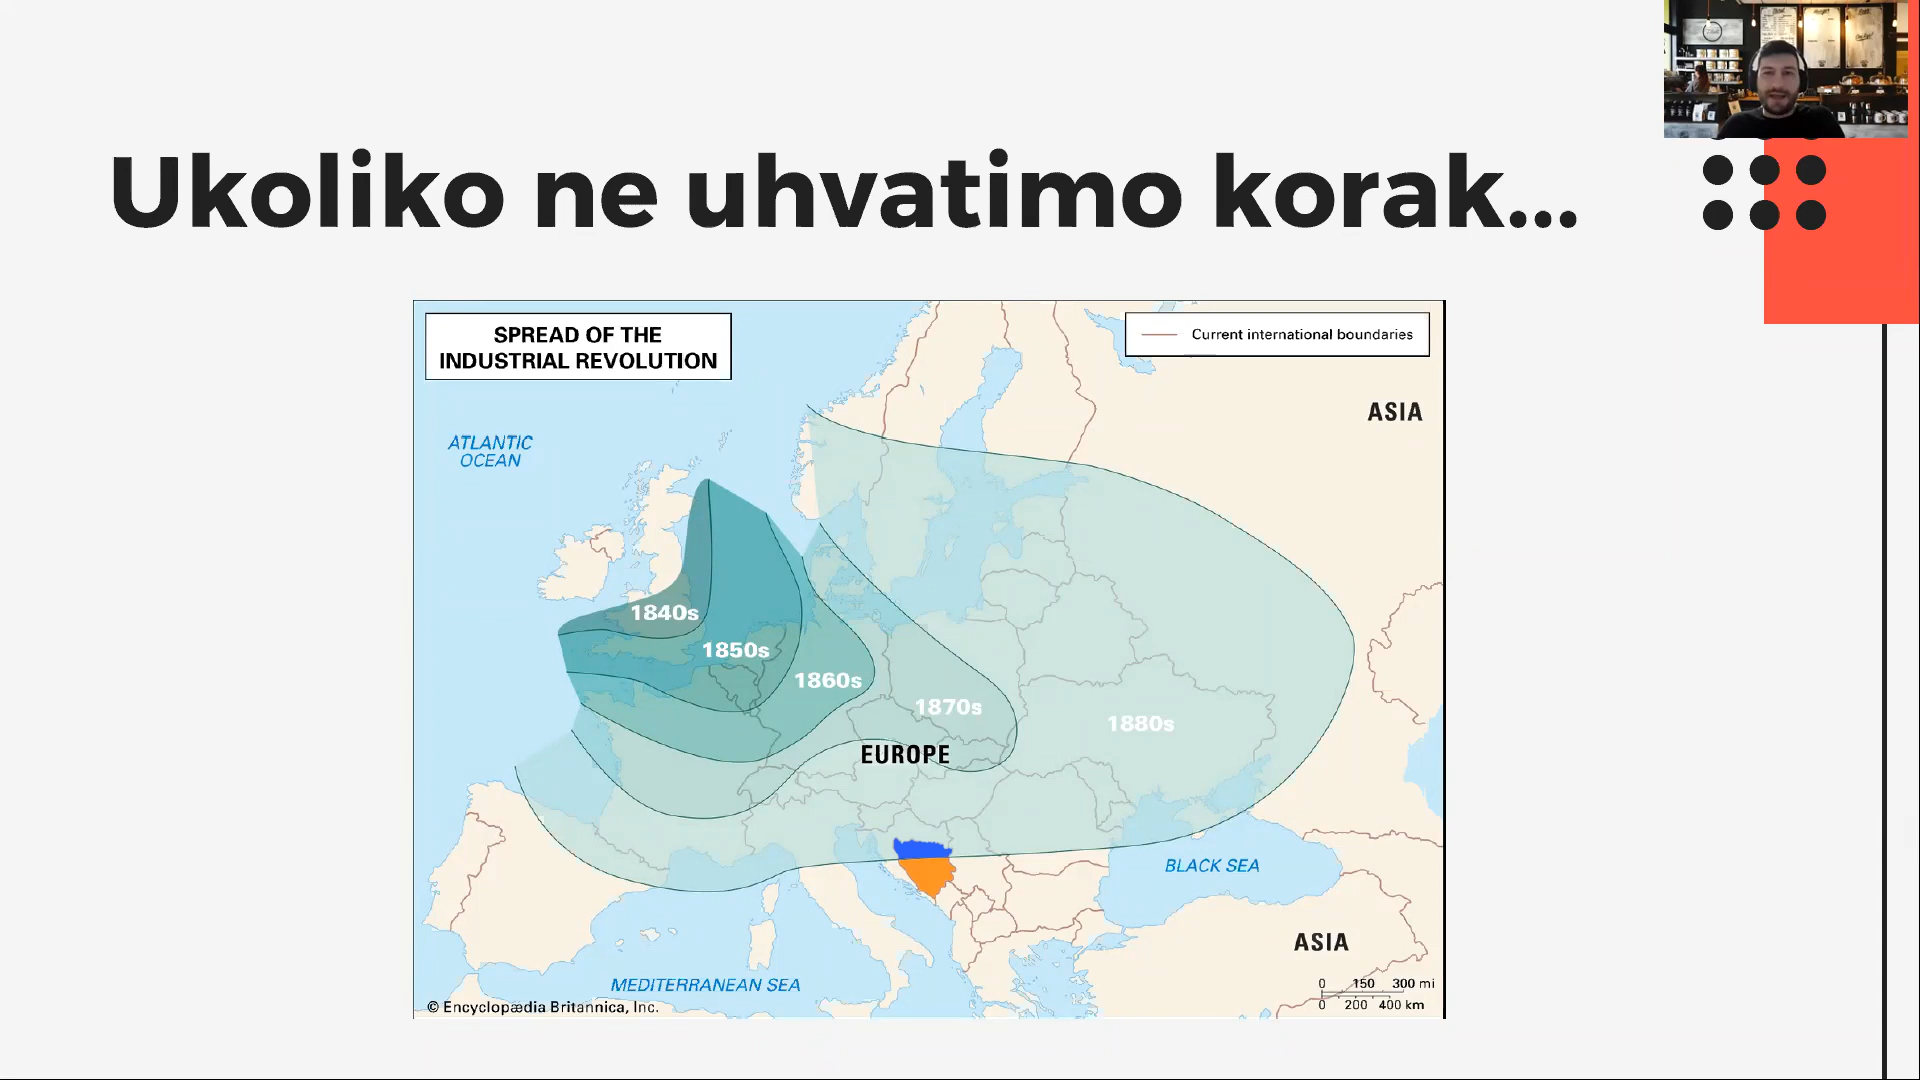 Ukoliko ne uhvatimo korak...
SPREAD OF THE
INDUSTRIAL REVOLUTION
Current international boundaries
ASIA
ATLANTIC
OCEAN
1840s
1850s
1860s
1870s
1880s
EUROPE
BLACK SEA
ASIA
MEDITERRANEAN SEA
0 150 300 mi
0 200 400 km
© Encyclopædia Britannica, Inc.